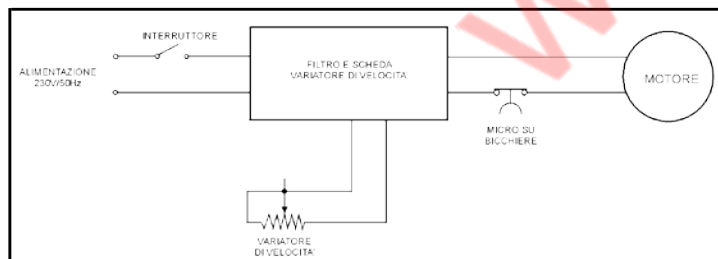 INTERRUTTORE
ALIMENTAZIONE
230V/50Hz
FILTRO E SCHEDA
VARIATORE DI VELOCITA'
MOTORE
MICRO SU
BICCHIERE
VARIATORE
DI VELOCITA'